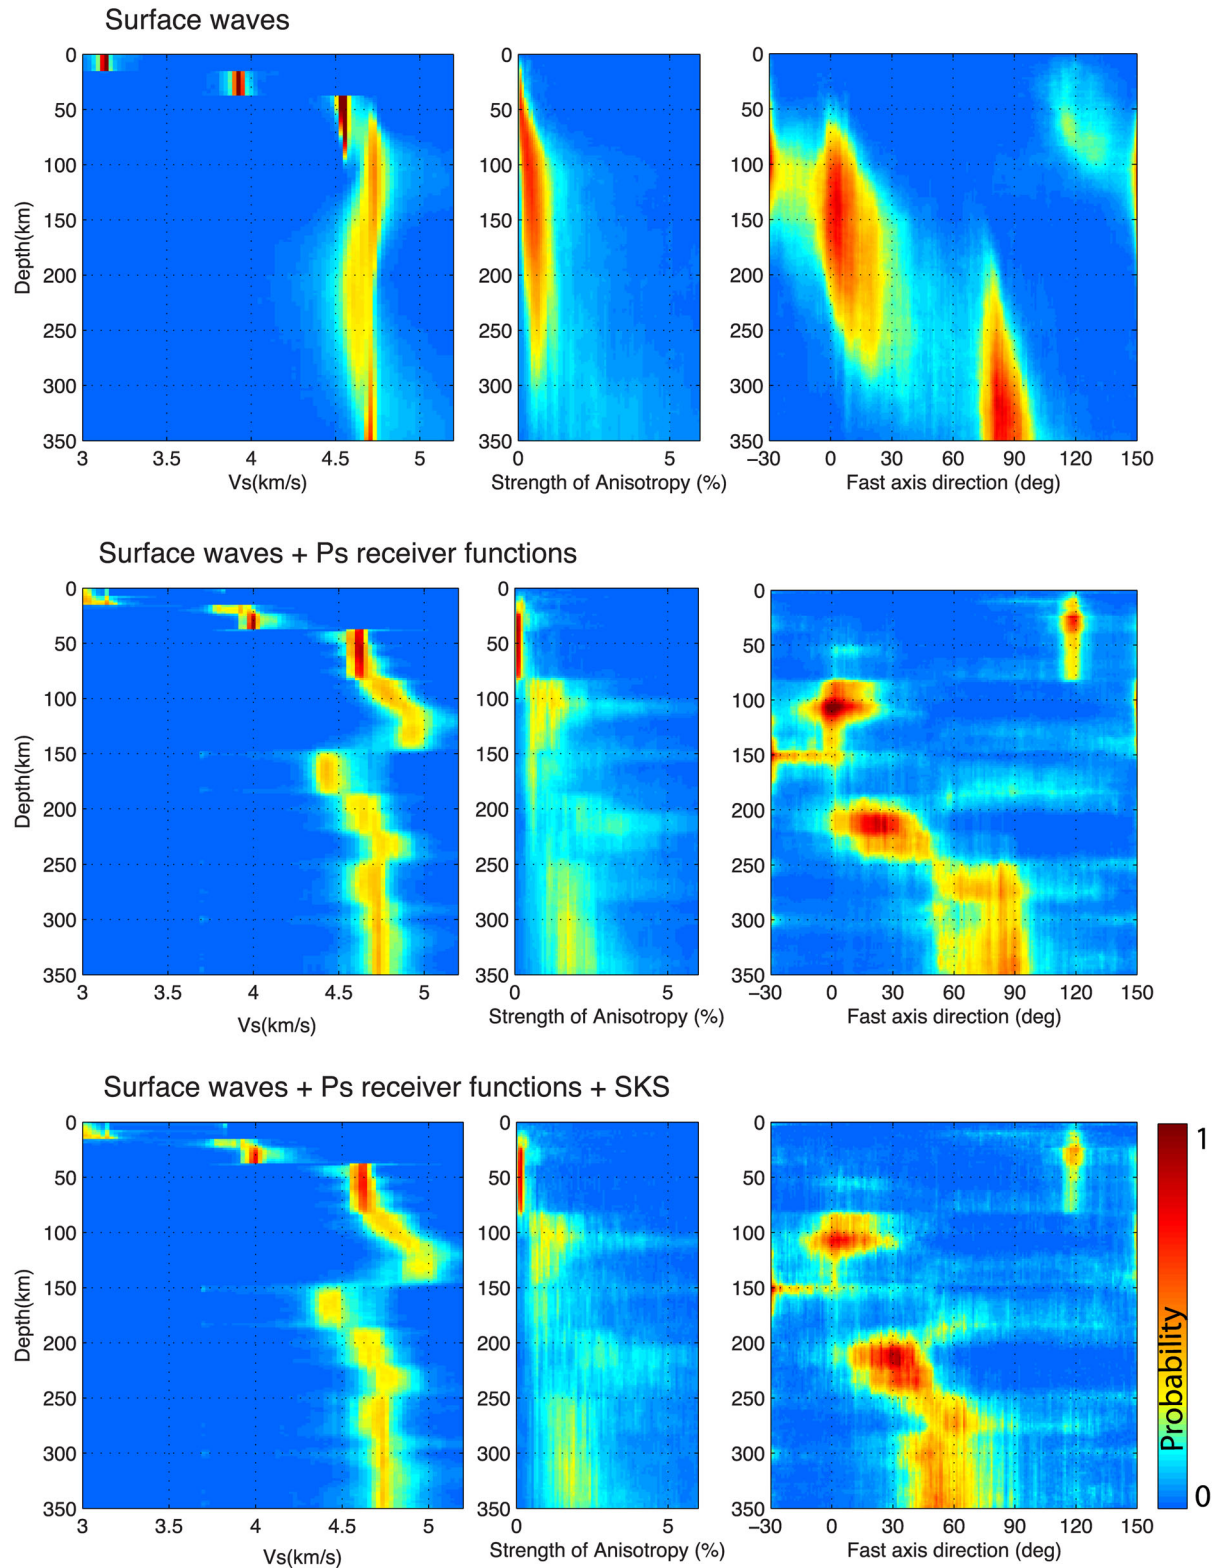 Surface waves
0 0 0
50 50 50
100 100 100
150 150 150
200 200 200
250 250 250
300 300 300
350 350 350
Depth(km)
3 3.5 4 4.5 5 0 5 −30 0 30 60 90 120 150
Vs(km/s) Strength of Anisotropy (%) Fast axis direction (deg)
Surface waves + Ps receiver functions
0 0 0
50 50 50
100 100 100
150 150 150
200 200 200
250 250 250
300 300 300
350 350 350
Depth(km)
3 3.5 4 4.5 5 0 5 −30 0 30 60 90 120 150
Vs(km/s) Strength of Anisotropy (%) Fast axis direction (deg)
Surface waves + Ps receiver functions + SKS
0 0 0
50 50 50
100 100 100
150 150 150
200 200 200
250 250 250
300 300 300
350 350 350
Depth(km)
3 3.5 4 4.5 5 0 5 −30 0 30 60 90 120 150
Vs(km/s) Strength of Anisotropy (%) Fast axis direction (deg)
1
Probability
0